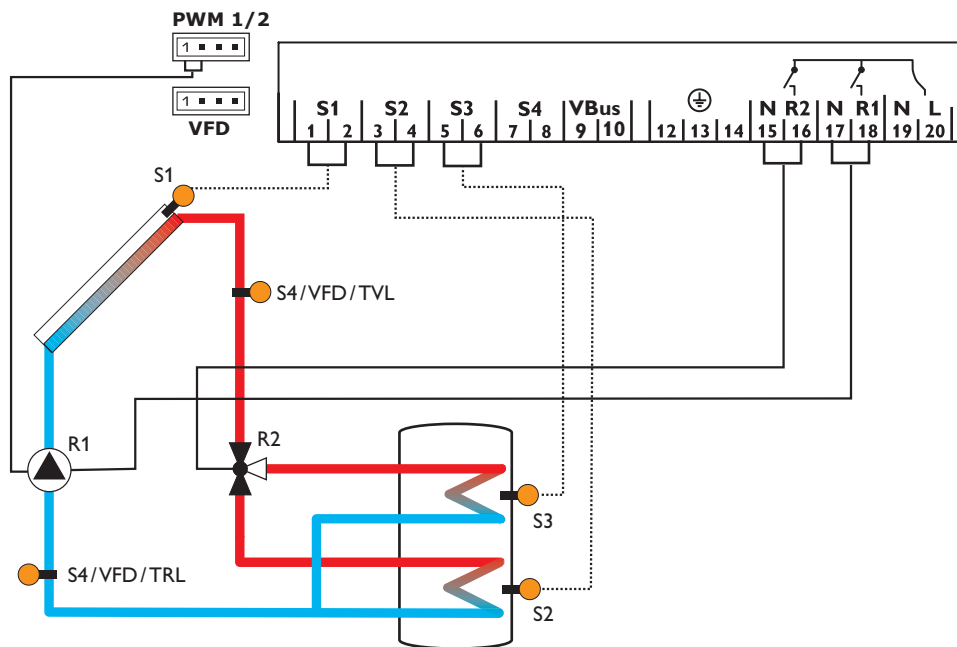 PWM 1/2
1
1
VFD
S1 S2 S3 S4 VBus N R2 N R1 N L
1 2 3 4 5 6 7 8 9 10 12 13 14 15 16 17 18 19 20
S1
S4/VFD/TVL
R1
R2
S3
S4/VFD/TRL
S2